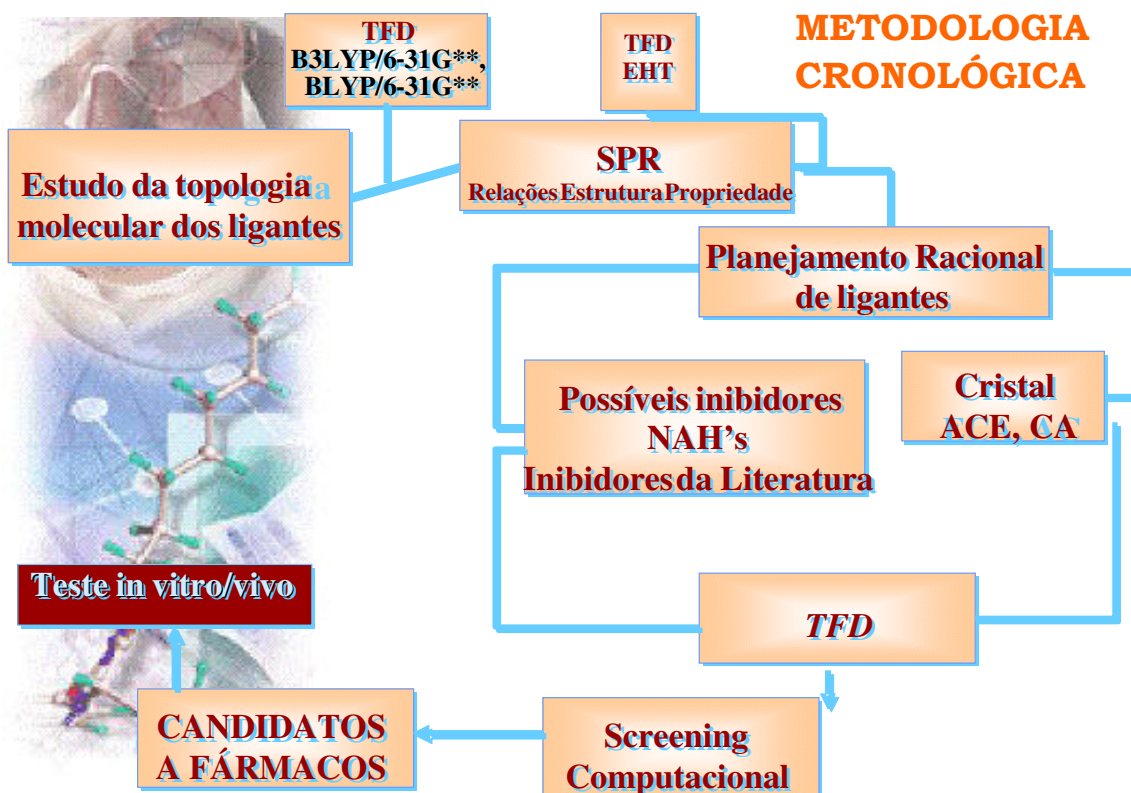 METODOLOGIA
CRONOLÓGICA
TFD
B3LYP/6-31G**,
BLYP/6-31G**
TFD
EHT
Estudo da topologia
molecular dos ligantes
SPR
Relações Estrutura Propriedade
Planejamento Racional
de ligantes
Possíveis inibidores
NAH’s
Inibidores da Literatura
Cristal
ACE, CA
TFD
Teste in vitro/vivo
CANDIDATOS
A FÁRMACOS
Screening
Computacional